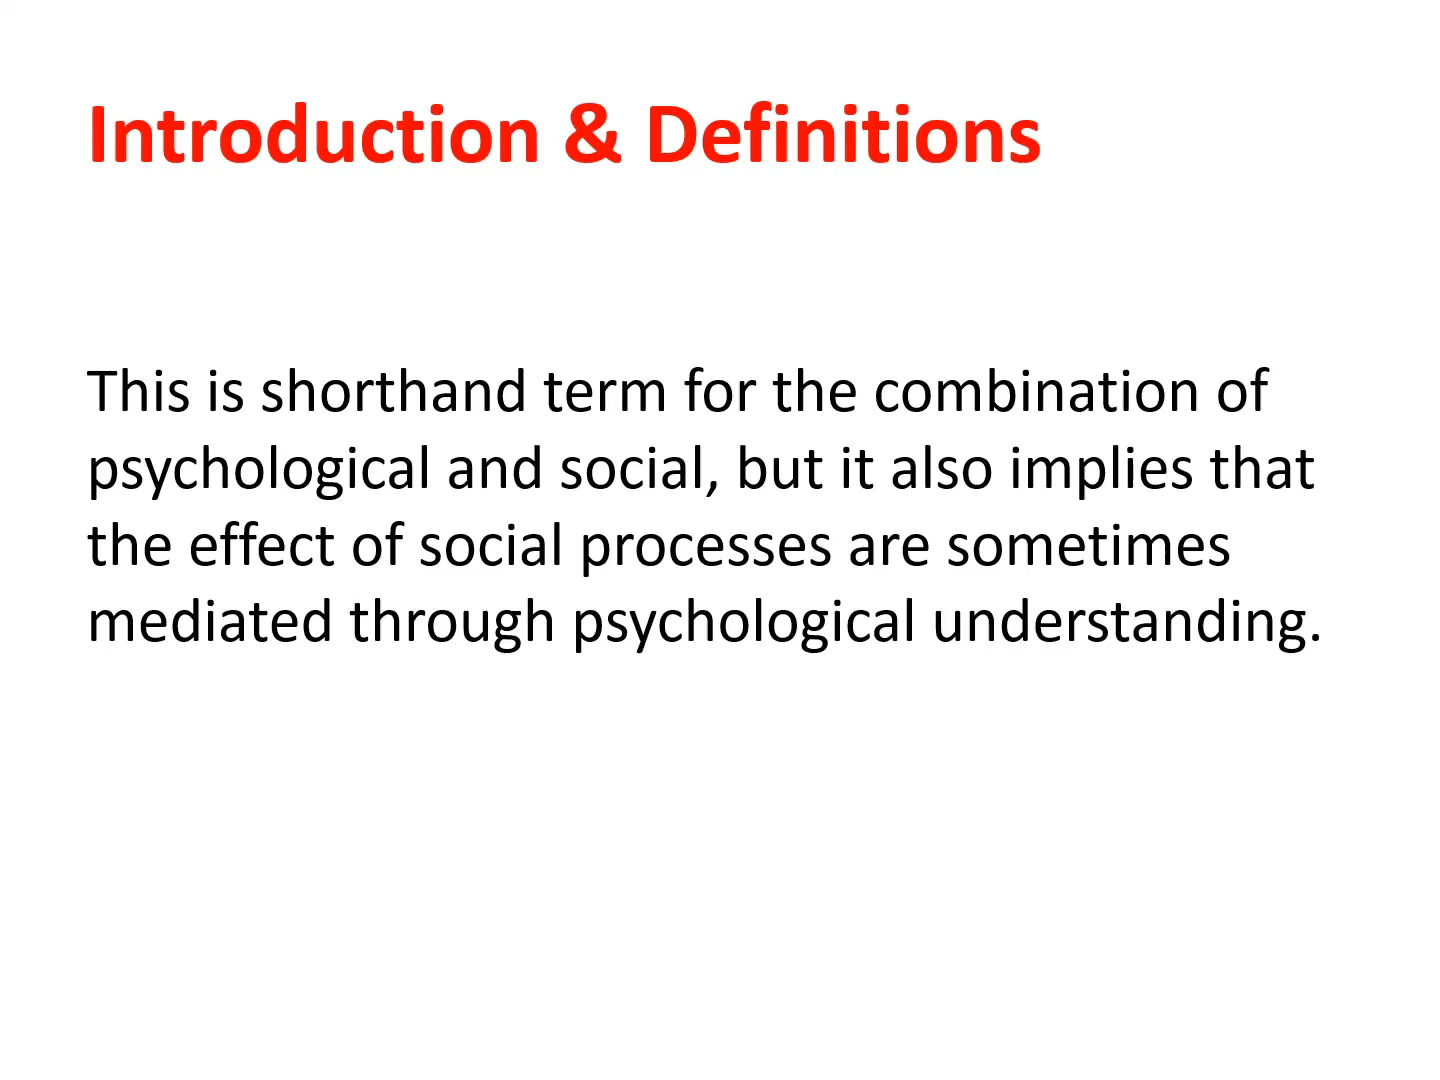 Introduction & Definitions
This is shorthand term for the combination of
psychological and social, but it also implies that
the effect of social processes are sometimes
mediated through psychological understanding.